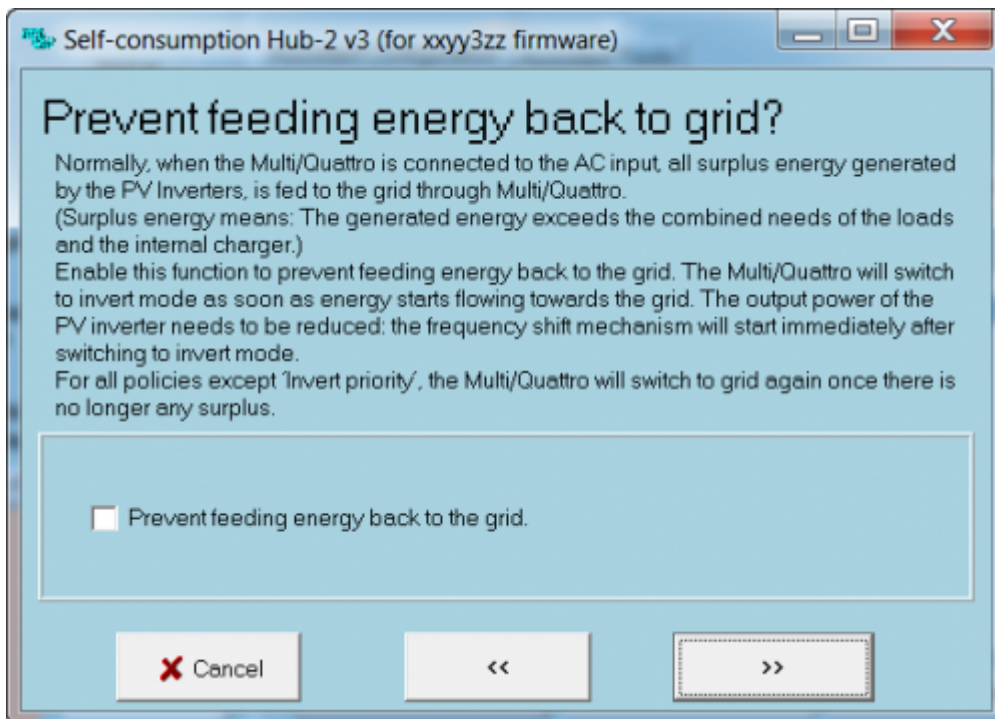 Self-consumption Hub-2 v3 (for xxyy3zz firmware)
Prevent feeding energy back to grid?
Normally, when the Multi/Quattro is connected to the AC input, all surplus energy generated
by the PV Inverters, is fed to the grid through Multi/Quattro.
(Surplus energy means: The generated energy exceeds the combined needs of the loads
and the internal charger.)
Enable this function to prevent feeding energy back to the grid. The Multi/Quattro will switch
to invert mode as soon as energy starts flowing towards the grid. The output power of the
PV inverter needs to be reduced: the frequency shift mechanism will start immediately after
switching to invert mode.
For all policies except 'Invert priority', the Multi/Quattro will switch to grid again once there is
no longer any surplus.
Prevent feeding energy back to the grid.
Cancel << >>